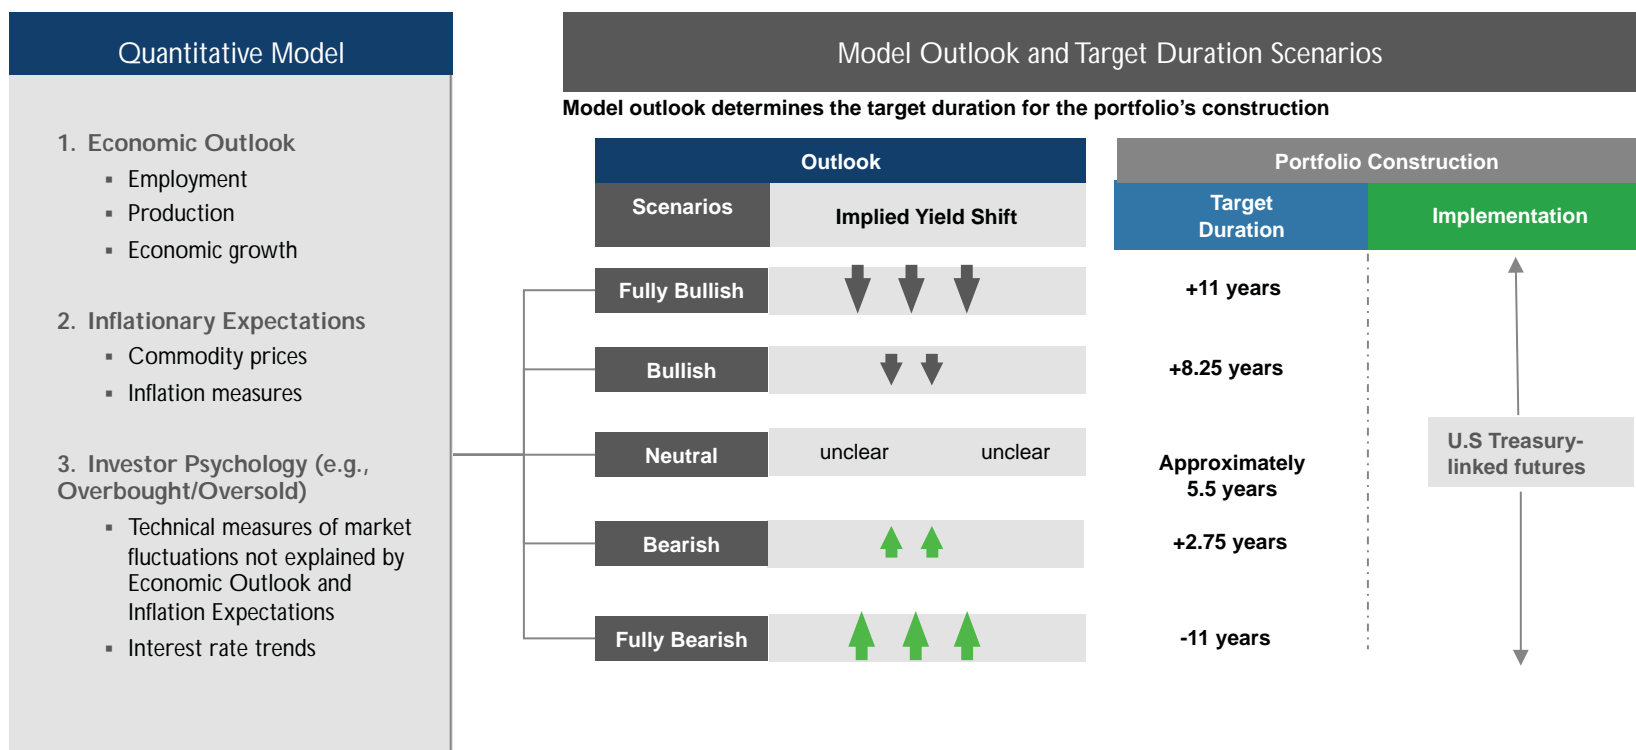 Quantitative Model
1. Economic Outlook
▪ Employment
▪ Production
▪ Economic growth
2. Inflationary Expectations
▪ Commodity prices
▪ Inflation measures
3. Investor Psychology (e.g.,
Overbought/Oversold)
▪ Technical measures of market
fluctuations not explained by
Economic Outlook and
Inflation Expectations
▪ Interest rate trends
Model Outlook and Target Duration Scenarios
Model outlook determines the target duration for the portfolio's construction
Outlook
Portfolio Construction
Scenarios
Implied Yield Shift
Target
Duration
Implementation
Fully Bullish
+11 years
Bullish
+8.25 years
Neutral
unclear unclear
Approximately
5.5 years
Bearish
+2.75 years
Fully Bearish
-11 years
U.S Treasury-
linked futures